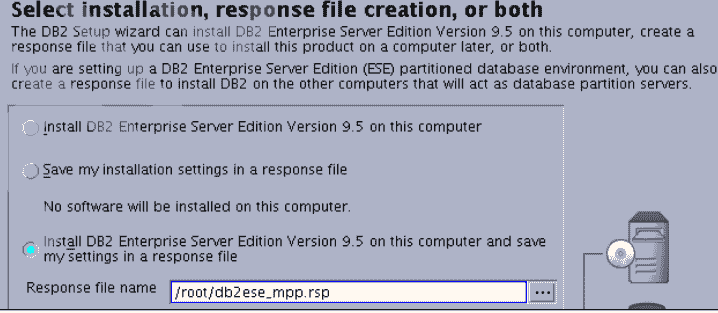 Select installation, response file creation, or both
The DB2 Setup wizard can install DB2 Enterprise Server Edition Version 9.5 on this computer, create a
response file that you can use to install this product on a computer later, or both.
If you are setting up a DB2 Enterprise Server Edition (ESE) partitioned database environment, you can also
create a response file to install DB2 on the other computers that will act as database partition servers.
Install DB2 Enterprise Server Edition Version 9.5 on this computer
Save my installation settings in a response file
No software will be installed on this computer.
Install DB2 Enterprise Server Edition Version 9.5 on this computer and save
my settings in a response file
Response file name /root/db2ese_mpp.rsp ...